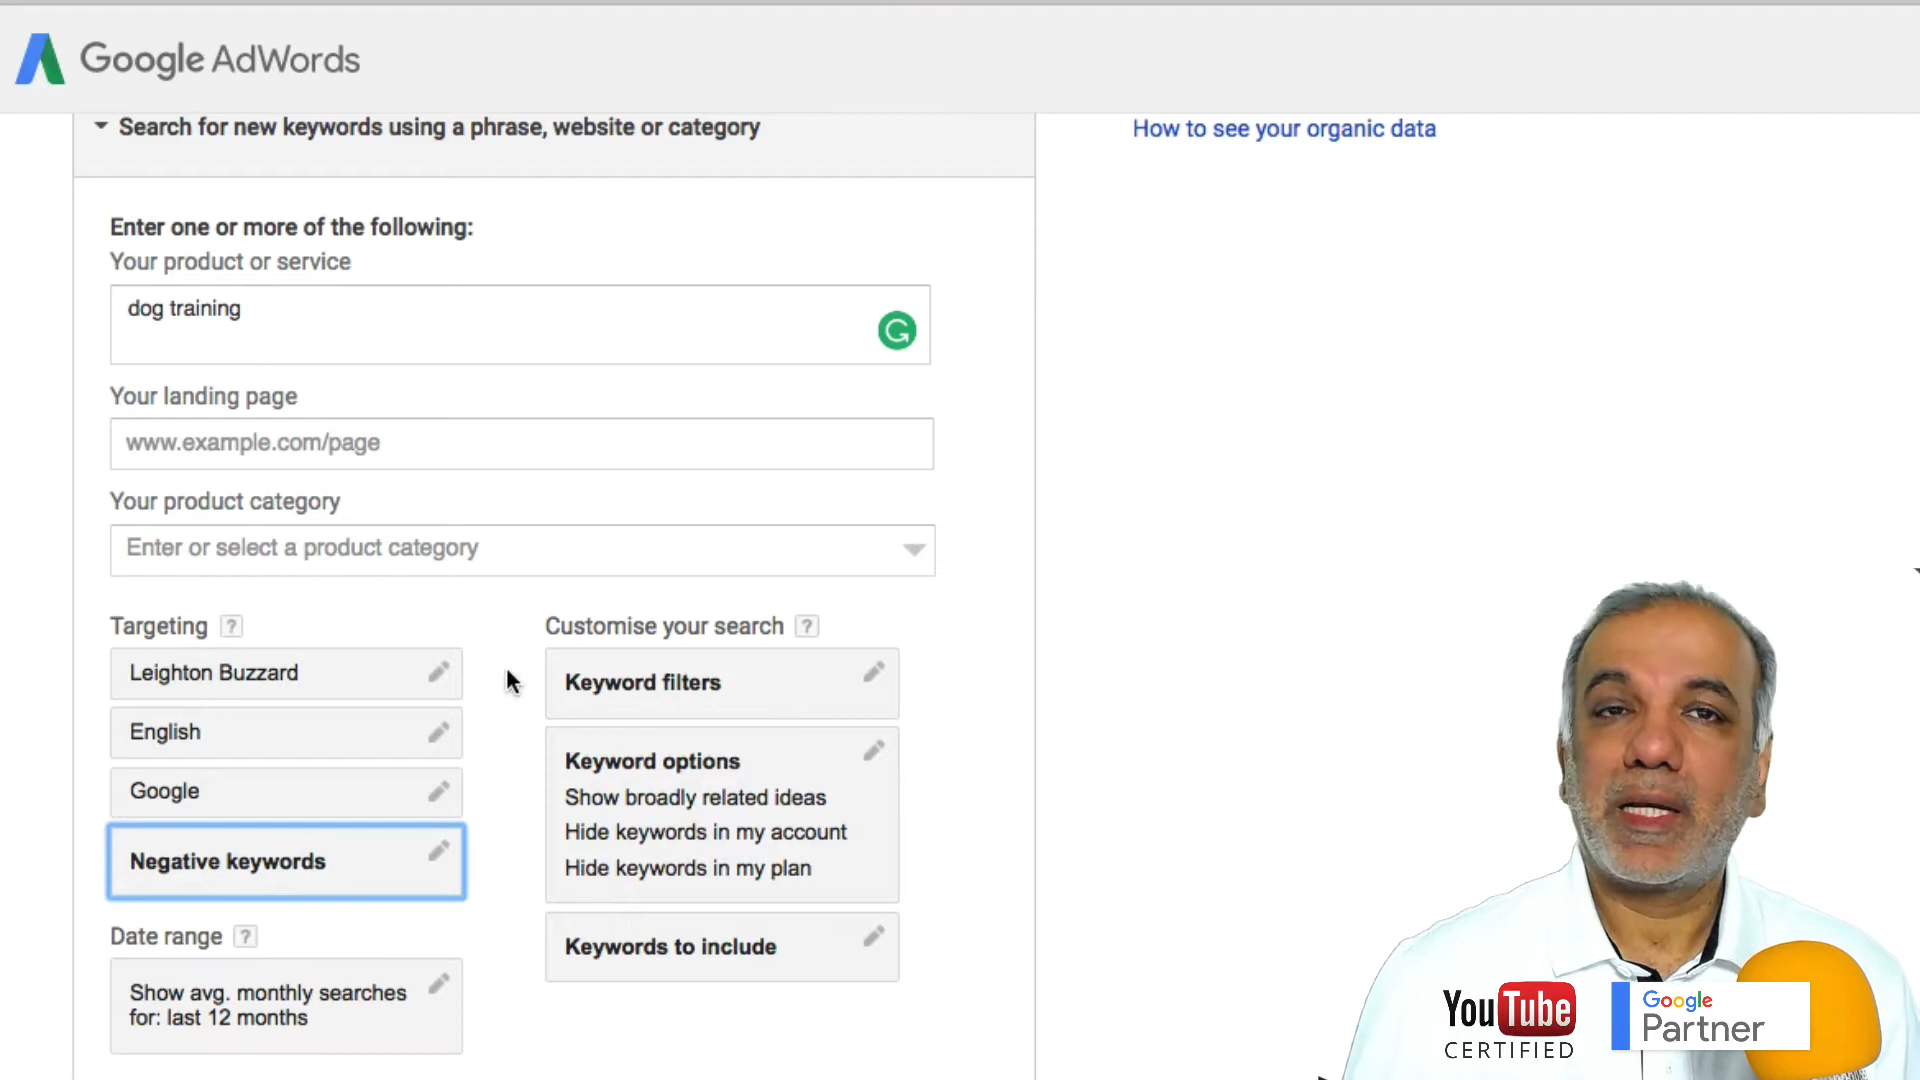 Google AdWords
Search for new keywords using a phrase, website or category
How to see your organic data
Enter one or more of the following:
Your product or service
dog training
Your landing page
www.example.com/page
Your product category
Enter or select a product category
Targeting ?
Customise your search ?
Leighton Buzzard
English
Google
Negative keywords
Keyword filters
Keyword options
Show broadly related ideas
Hide keywords in my account
Hide keywords in my plan
Keywords to include
Date range ?
Show avg. monthly searches
for: last 12 months
YouTube
CERTIFIED
Google
Partner